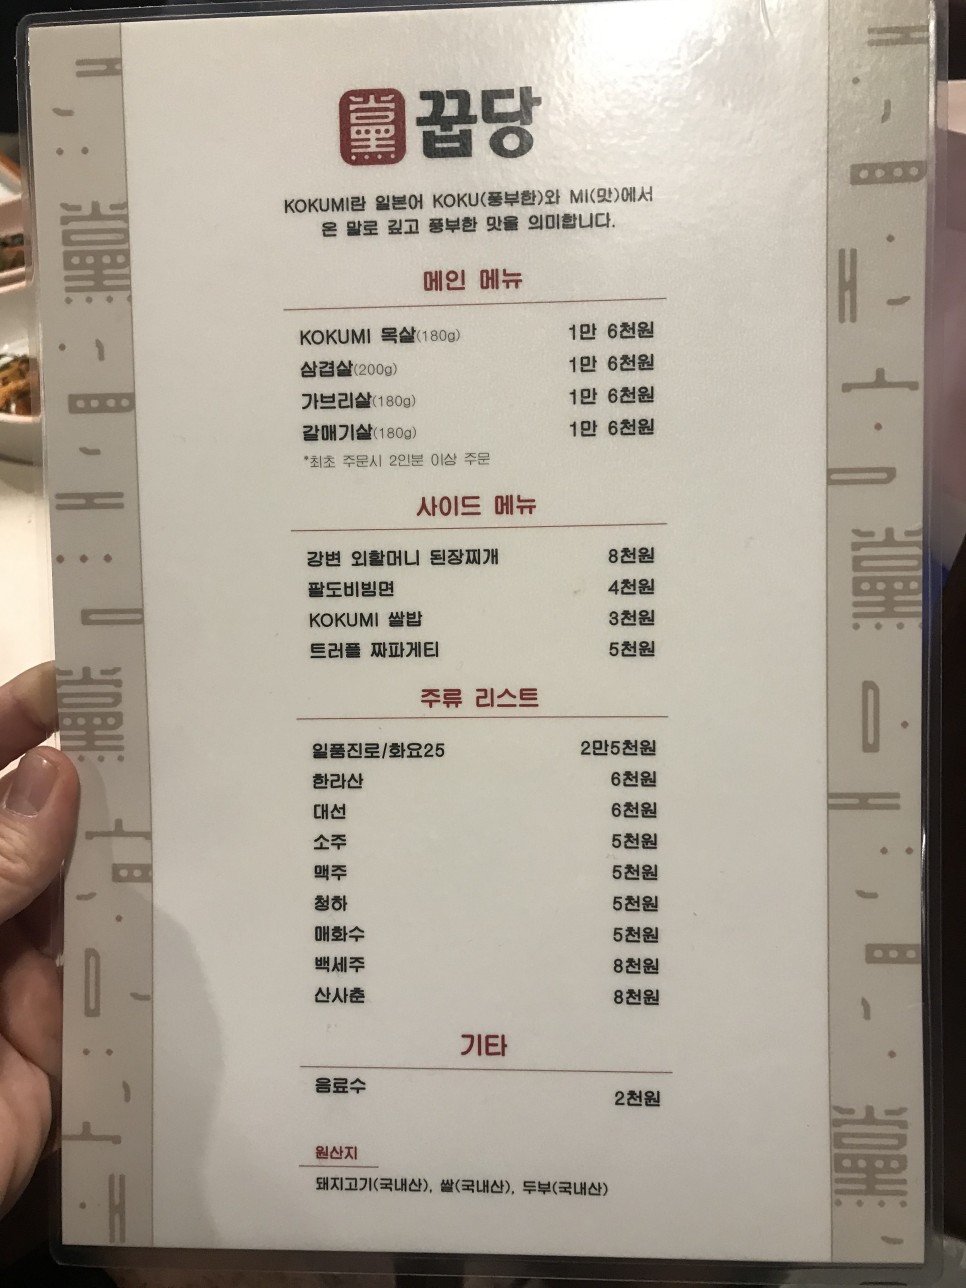 꿉당
KOKUMI란 일본어 KOKU(풍부한)와 MI(맛)에서
온 말로 깊고 풍부한 맛을 의미합니다.
메인 메뉴
KOKUMI 목살(180g) 1만 6천원
삼겹살(200g) 1만 6천원
가브리살(180g) 1만 6천원
갈매기살(180g) 1만 6천원
*최초 주문시 2인분 이상 주문
사이드 메뉴
강변 외할머니 된장찌개 8천원
팔도비빙면 4천원
KOKUMI 쌀밥 3천원
트러플 짜파게티 5천원
주류 리스트
일품진로/화요25 2만5천원
한라산 6천원
대선 6천원
소주 5천원
맥주 5천원
청하 5천원
매화수 5천원
백세주 8천원
산사춘 8천원
기타
음료수 2천원
원산지
돼지고기(국내산), 쌀(국내산), 두부(국내산)